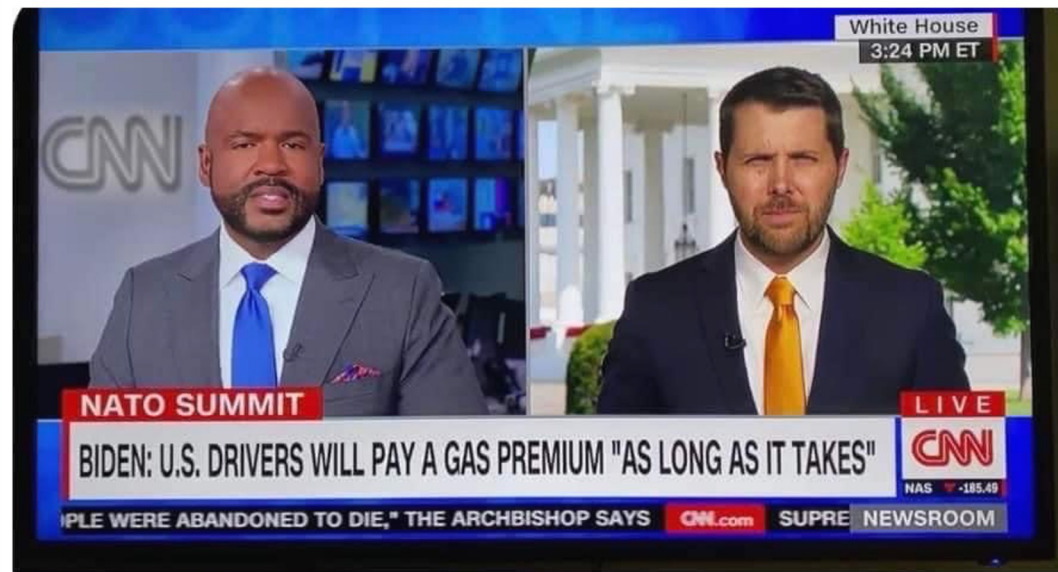 White House
3:24 PM ET
CNN
NATO SUMMIT
BIDEN: U.S. DRIVERS WILL PAY A GAS PREMIUM "AS LONG AS IT TAKES"
LIVE
CNN
NAS ▼ -185.49
PLE WERE ABANDONED TO DIE," THE ARCHBISHOP SAYS CNN.com SUPRE NEWSROOM